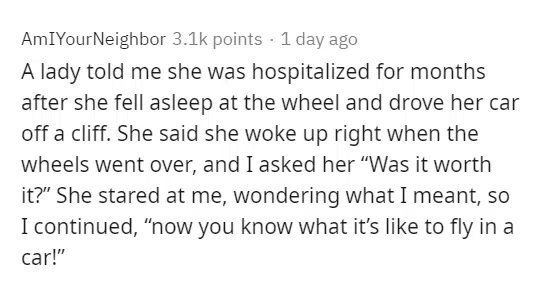 AmIYourNeighbor 3.1k points · 1 day ago
A lady told me she was hospitalized for months
after she fell asleep at the wheel and drove her car
off a cliff. She said she woke up right when the
wheels went over, and I asked her “Was it worth
it?” She stared at me, wondering what I meant, so
I continued, “now you know what it’s like to fly in a
car!”